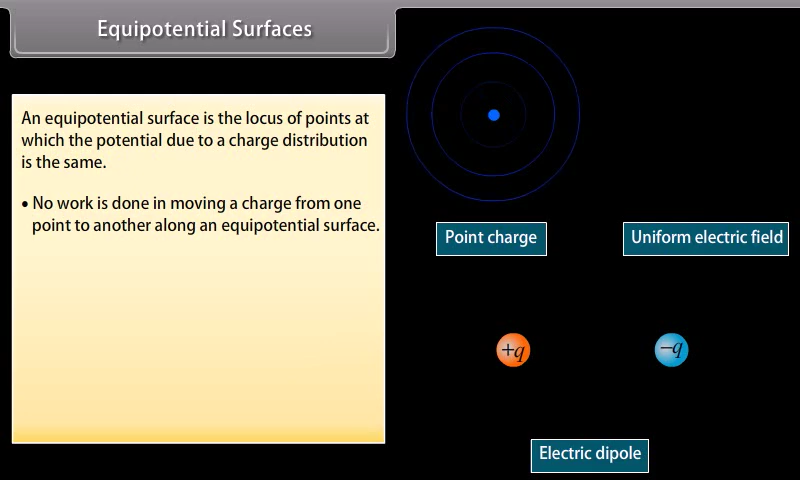 Equipotential Surfaces
An equipotential surface is the locus of points at
which the potential due to a charge distribution
is the same.
• No work is done in moving a charge from one
point to another along an equipotential surface.
Point charge
Uniform electric field
+q
−q
Electric dipole